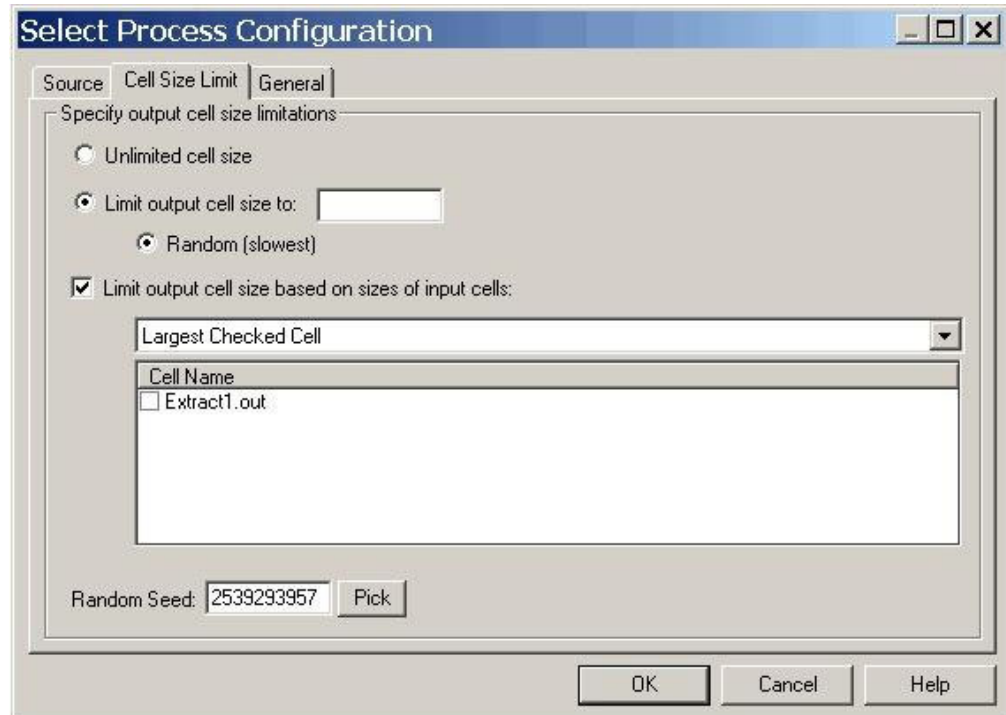 Select Process Configuration
Source Cell Size Limit General
Specify output cell size limitations
Unlimited cell size
Limit output cell size to:
Random (slowest)
Limit output cell size based on sizes of input cells:
Largest Checked Cell
Cell Name
Extract1.out
Random Seed: 2539293957 Pick
OK Cancel Help